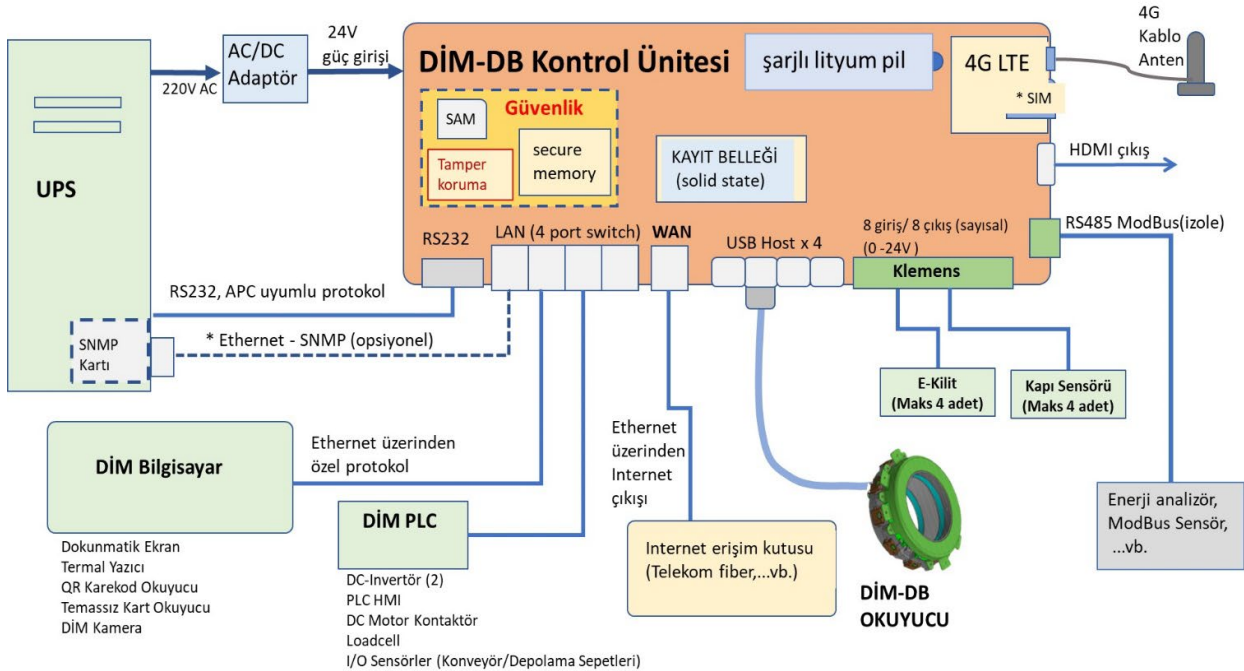 AC/DC
Adaptör
220V AC
24V
güç girişi
UPS
SNMP
Kartı
DİM-DB Kontrol Ünitesi
şarjlı lityum pil
4G LTE
* SIM
4G
Kablo
Anten
Güvenlik
SAM
Tamper
koruma
secure
memory
KAYIT BELLEĞİ
(solid state)
HDMI çıkış
RS485 ModBus(izole)
RS232
LAN (4 port switch)
WAN
USB Host x 4
8 giriş/ 8 çıkış (sayısal)
(0 -24V )
Klemens
RS232, APC uyumlu protokol
* Ethernet - SNMP (opsiyonel)
E-Kilit
(Maks 4 adet)
Kapı Sensörü
(Maks 4 adet)
DİM Bilgisayar
Ethernet üzerinden
özel protokol
Dokunmatik Ekran
Termal Yazıcı
QR Karekod Okuyucu
Temassız Kart Okuyucu
DİM Kamera
DİM PLC
DC-Invertör (2)
PLC HMI
DC Motor Kontaktör
Loadcell
I/O Sensörler (Konveyör/Depolama Sepetleri)
Ethernet
üzerinden
Internet
çıkışı
Internet erişim kutusu
(Telekom fiber,...vb.)
DİM-DB
OKUYUCU
Enerji analizör,
ModBus Sensör,
...vb.